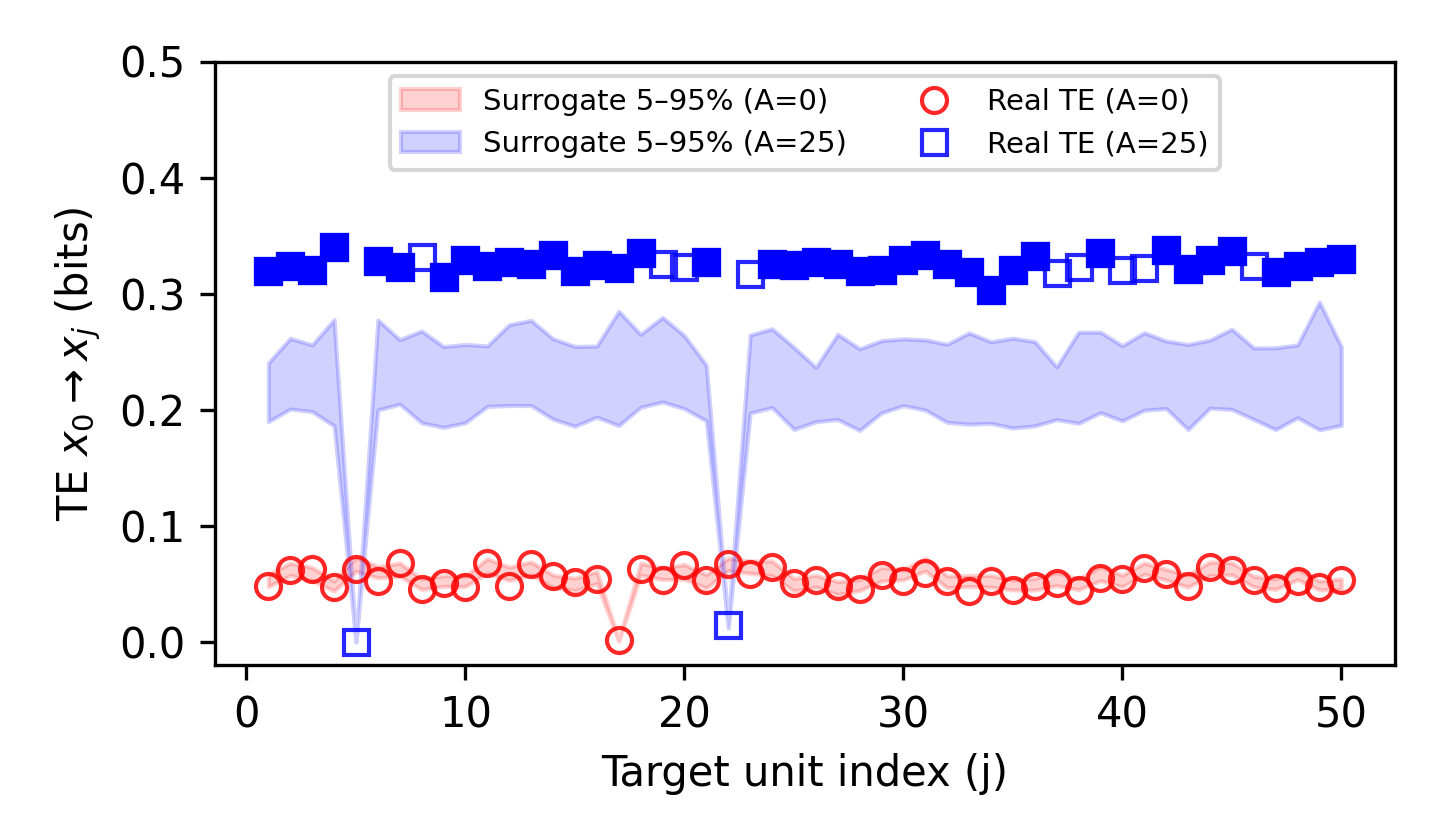 0.5
0.4
0.3
0.2
0.1
0.0
TE x₀ → xⱼ (bits)
Surrogate 5–95% (A=0)
Surrogate 5–95% (A=25)
Real TE (A=0)
Real TE (A=25)
0 10 20 30 40 50
Target unit index (j)